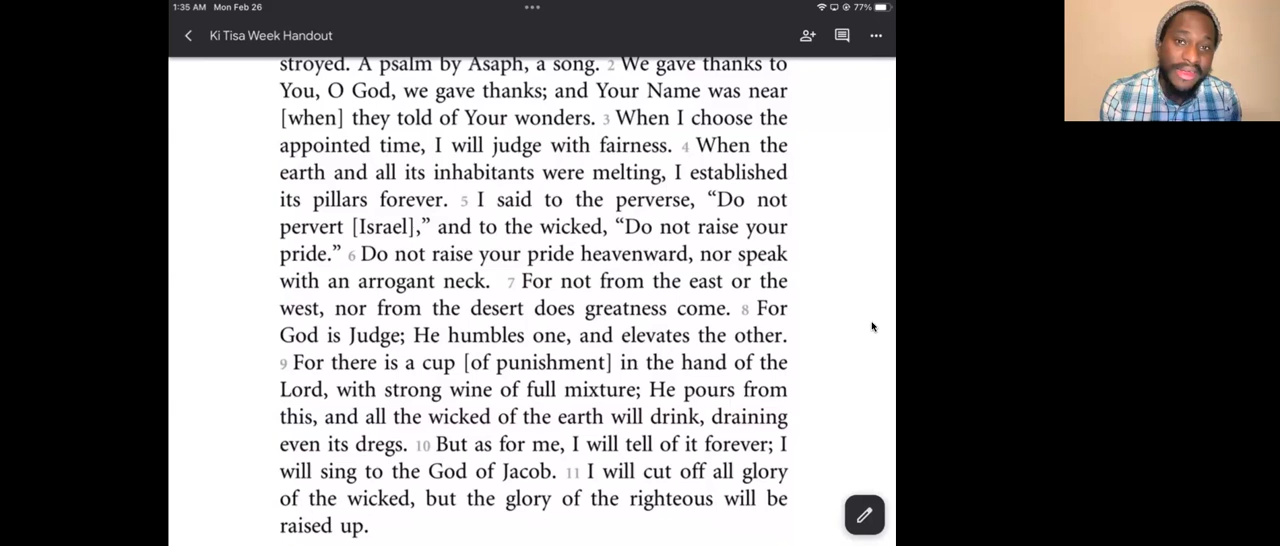 1:35 AM Mon Feb 26
77%
Ki Tisa Week Handout
stroyed. A psalm by Asaph, a song. 2 We gave thanks to
You, O God, we gave thanks; and Your Name was near
[when] they told of Your wonders. 3 When I choose the
appointed time, I will judge with fairness. 4 When the
earth and all its inhabitants were melting, I established
its pillars forever. 5 I said to the perverse, “Do not
pervert [Israel],” and to the wicked, “Do not raise your
pride.” 6 Do not raise your pride heavenward, nor speak
with an arrogant neck. 7 For not from the east or the
west, nor from the desert does greatness come. 8 For
God is Judge; He humbles one, and elevates the other.
9 For there is a cup [of punishment] in the hand of the
Lord, with strong wine of full mixture; He pours from
this, and all the wicked of the earth will drink, draining
even its dregs. 10 But as for me, I will tell of it forever; I
will sing to the God of Jacob. 11 I will cut off all glory
of the wicked, but the glory of the righteous will be
raised up.